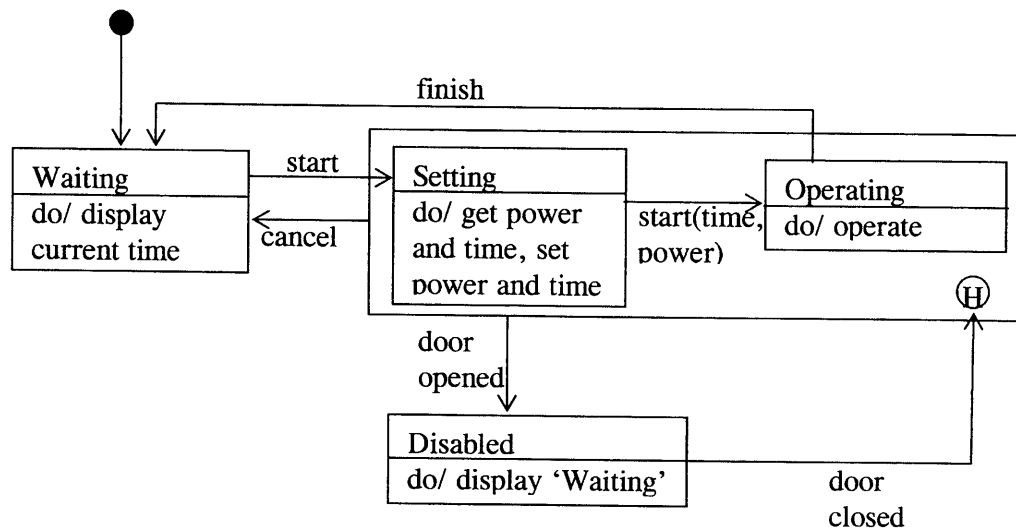 finish
Waiting
do/ display
current time
start
cancel
Setting
do/ get power
and time, set
power and time
start(time,
power)
Operating
do/ operate
H
door
opened
Disabled
do/ display ‘Waiting’
door
closed